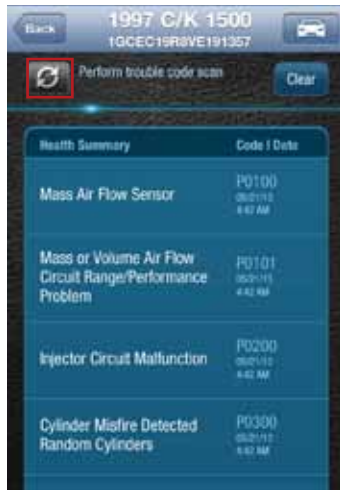 Back
1997 C/K 1500
1GCEC19R8VE191357
Perform trouble code scan
Clear
Health Summary
Code | Date
Mass Air Flow Sensor
P0100
4:42 AM
Mass or Volume Air Flow
Circuit Range/Performance
Problem
P0101
4:42 AM
Injector Circuit Malfunction
P0200
4:42 AM
Cylinder Misfire Detected
Random Cylinders
P0300
4:42 AM